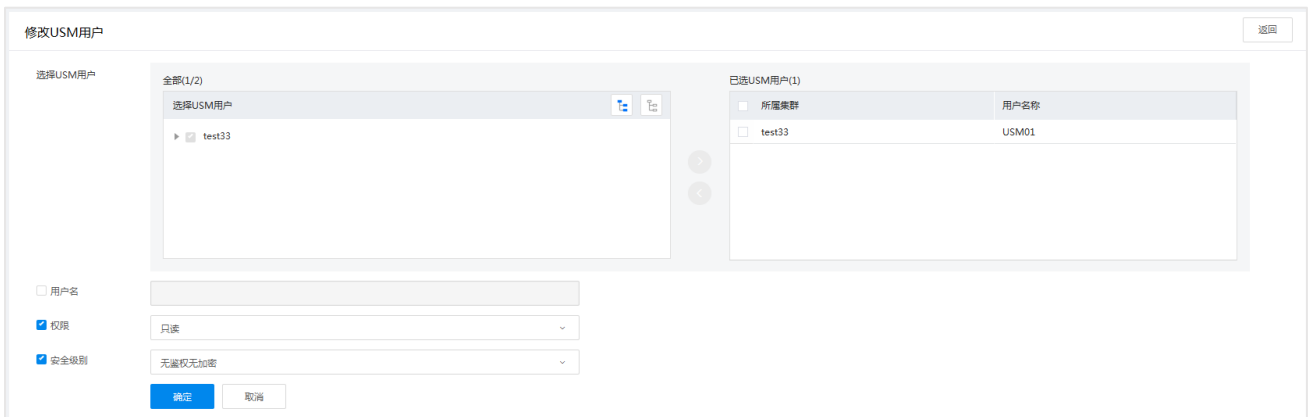 修改USM用户
返回
选择USM用户
全部(1/2)
选择USM用户
test33
已选USM用户(1)
所属集群 用户名称
test33 USM01
用户名
权限 只读
安全级别 无鉴权无加密
确定 取消